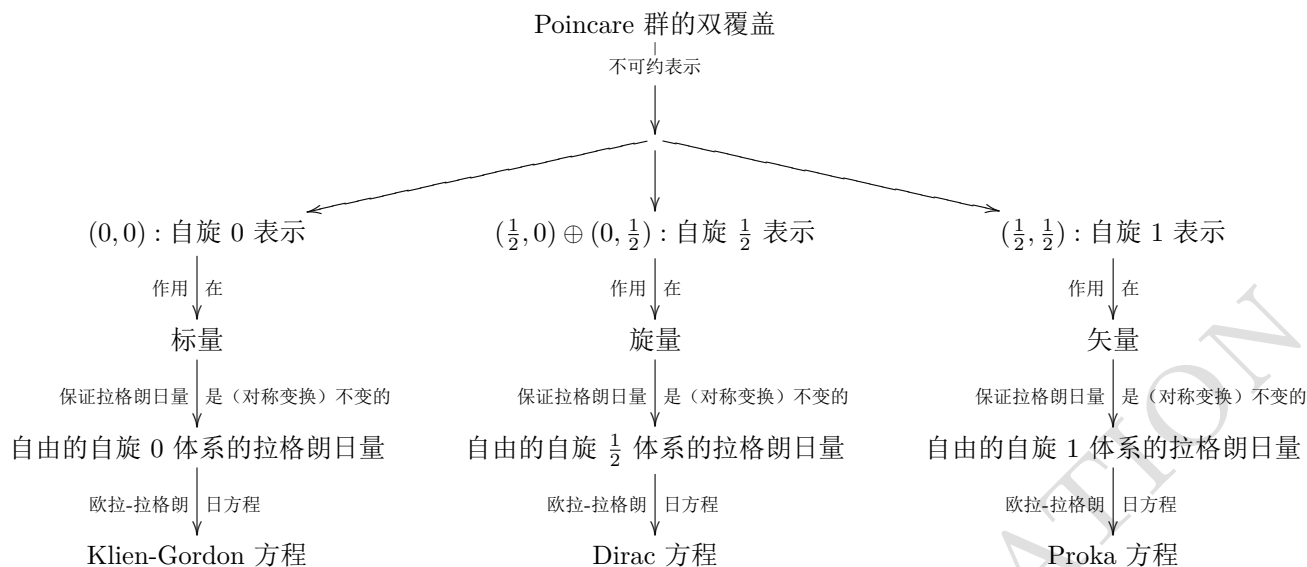 Poincare 群的双覆盖
不可约表示
(0, 0) : 自旋 0 表示
(1/2, 0) ⊕ (0, 1/2) : 自旋 1/2 表示
(1/2, 1/2) : 自旋 1 表示
作用 在
作用 在
作用 在
标量
旋量
矢量
保证拉格朗日量 是（对称变换）不变的
保证拉格朗日量 是（对称变换）不变的
保证拉格朗日量 是（对称变换）不变的
自由的自旋 0 体系的拉格朗日量
自由的自旋 1/2 体系的拉格朗日量
自由的自旋 1 体系的拉格朗日量
欧拉-拉格朗 日方程
欧拉-拉格朗 日方程
欧拉-拉格朗 日方程
Klien-Gordon 方程
Dirac 方程
Proka 方程
ATION